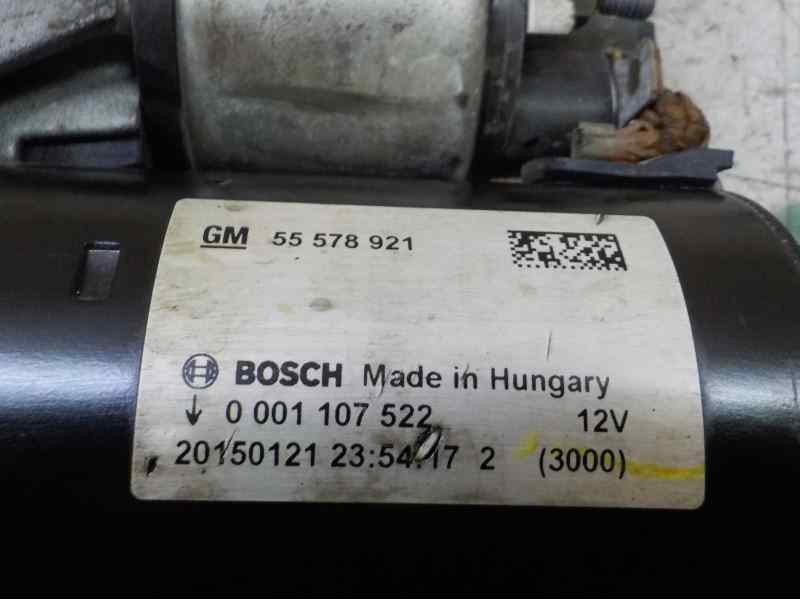 GM 55 578 921
BOSCH Made in Hungary
↓ 0 001 107 522 12V
20150121 23:54:17 2 (3000)